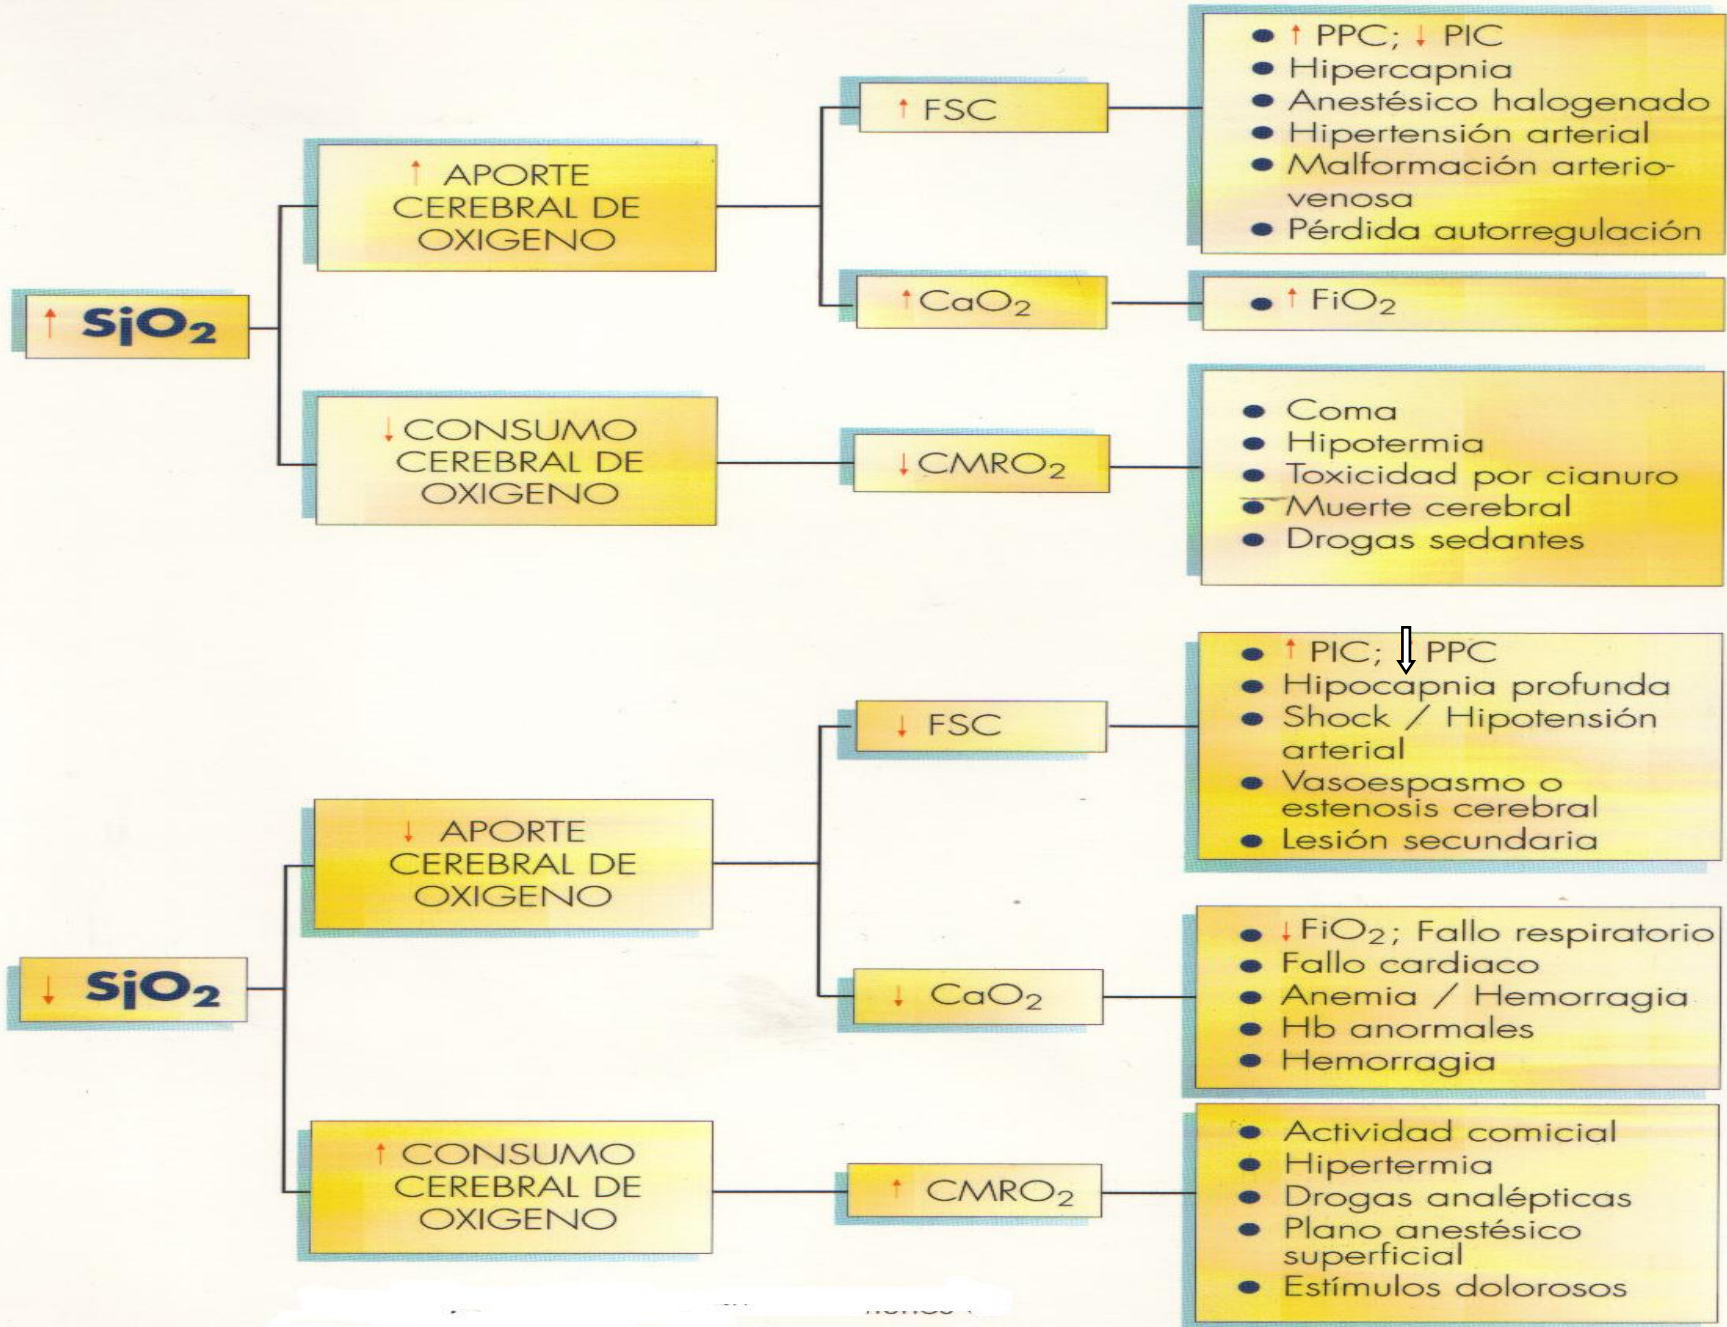 ↑ SjO2
↑ APORTE
CEREBRAL DE
OXIGENO
↑ FSC
● ↑ PPC; ↓ PIC
● Hipercapnia
● Anestésico halogenado
● Hipertensión arterial
● Malformación arterio-
venosa
● Pérdida autorregulación
↑ CaO2
● ↑ FiO2
↓ CONSUMO
CEREBRAL DE
OXIGENO
↓ CMRO2
● Coma
● Hipotermia
● Toxicidad por cianuro
● Muerte cerebral
● Drogas sedantes
↓ SjO2
↓ APORTE
CEREBRAL DE
OXIGENO
↓ FSC
● ↑ PIC; ⇩ PPC
● Hipocapnia profunda
● Shock / Hipotensión
arterial
● Vasoespasmo o
estenosis cerebral
● Lesión secundaria
↓ CaO2
● ↓ FiO2; Fallo respiratorio
● Fallo cardiaco
● Anemia / Hemorragia
● Hb anormales
● Hemorragia
↑ CONSUMO
CEREBRAL DE
OXIGENO
↑ CMRO2
● Actividad comicial
● Hipertermia
● Drogas analépticas
● Plano anestésico
superficial
● Estímulos dolorosos